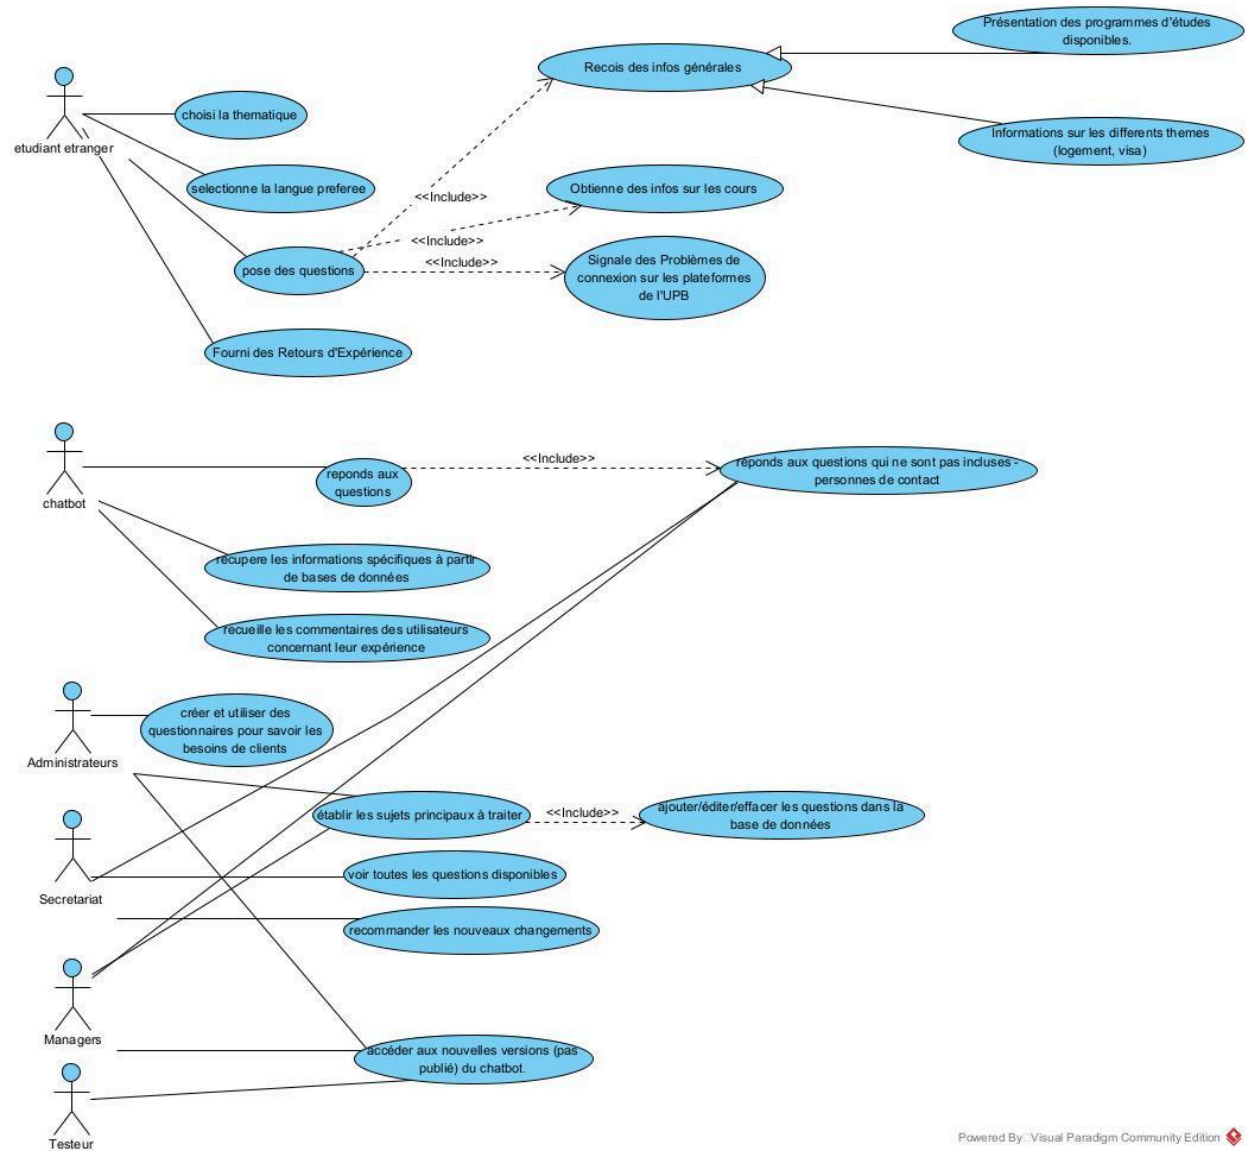 Présentation des programmes d'études
disponibles.
Recois des infos générales
choisi la thematique
etudiant etranger
Informations sur les differents themes
(logement, visa)
selectionne la langue preferee
<<Include>>
Obtienne des infos sur les cours
<<Include>>
<<Include>>
pose des questions
Signale des Problèmes de
connexion sur les plateformes
de l'UPB
Fourni des Retours d'Expérience
chatbot
reponds aux
questions
<<Include>>
réponds aux questions qui ne sont pas incluses -
personnes de contact
recupere les informations spécifiques à partir
de bases de données
recueille les commentaires des utilisateurs
concernant leur expérience
Administrateurs
créer et utiliser des
questionnaires pour savoir les
besoins de clients
établir les sujets principaux à traiter
<<Include>>
ajouter/éditer/effacer les questions dans la
base de données
Secretariat
voir toutes les questions disponibles
recommander les nouveaux changements
Managers
accéder aux nouvelles versions (pas
publié) du chatbot.
Testeur
Powered By Visual Paradigm Community Edition